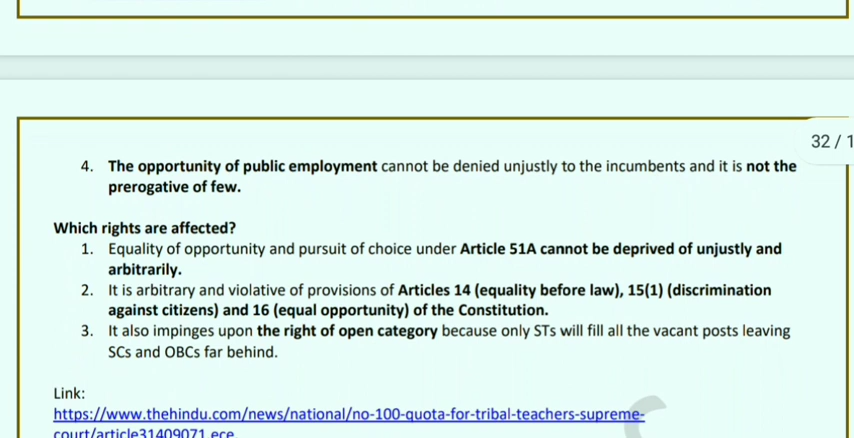 32 / 1
4. The opportunity of public employment cannot be denied unjustly to the incumbents and it is not the
prerogative of few.
Which rights are affected?
1. Equality of opportunity and pursuit of choice under Article 51A cannot be deprived of unjustly and
arbitrarily.
2. It is arbitrary and violative of provisions of Articles 14 (equality before law), 15(1) (discrimination
against citizens) and 16 (equal opportunity) of the Constitution.
3. It also impinges upon the right of open category because only STs will fill all the vacant posts leaving
SCs and OBCs far behind.
Link:
https://www.thehindu.com/news/national/no-100-quota-for-tribal-teachers-supreme-
court/article31409071.ece